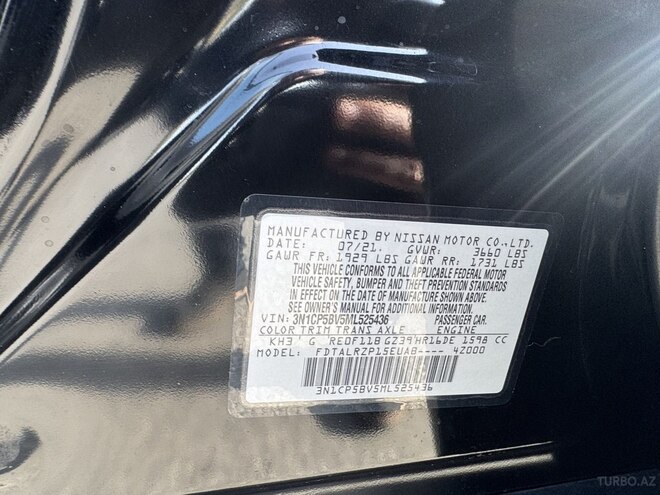 MANUFACTURED BY NISSAN MOTOR CO.,LTD.
DATE: 07/21. GVWR: 3660 LBS
GAWR FR: 1929 LBS GAWR RR: 1731 LBS
THIS VEHICLE CONFORMS TO ALL APPLICABLE FEDERAL MOTOR
VEHICLE SAFETY, BUMPER AND THEFT PREVENTION STANDARDS
IN EFFECT ON THE DATE OF MANUFACTURE SHOWN ABOVE.
SEE OWNER'S MANUAL FOR ADDITIONAL INFORMATION.
VIN: 3N1CP5BV5ML525436 PASSENGER CAR.
COLOR TRIM TRANS AXLE ENGINE
KH3 G RE0F11B GZ39 HR16DE 1598 CC
MODEL: FDTALRZP15EUAB---- 42000
3N1CP5BV5ML525436
TURBO.AZ